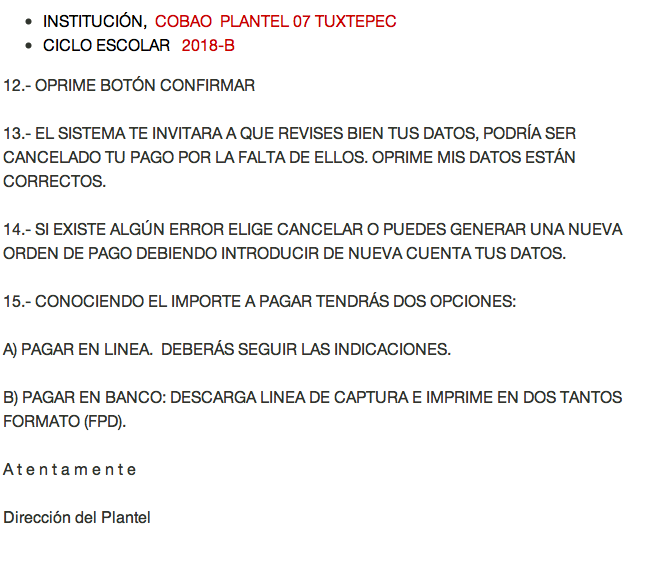 • INSTITUCIÓN, COBAO PLANTEL 07 TUXTEPEC
• CICLO ESCOLAR 2018-B
12.- OPRIME BOTÓN CONFIRMAR
13.- EL SISTEMA TE INVITARA A QUE REVISES BIEN TUS DATOS, PODRÍA SER
CANCELADO TU PAGO POR LA FALTA DE ELLOS. OPRIME MIS DATOS ESTÁN
CORRECTOS.
14.- SI EXISTE ALGÚN ERROR ELIGE CANCELAR O PUEDES GENERAR UNA NUEVA
ORDEN DE PAGO DEBIENDO INTRODUCIR DE NUEVA CUENTA TUS DATOS.
15.- CONOCIENDO EL IMPORTE A PAGAR TENDRÁS DOS OPCIONES:
A) PAGAR EN LINEA. DEBERÁS SEGUIR LAS INDICACIONES.
B) PAGAR EN BANCO: DESCARGA LINEA DE CAPTURA E IMPRIME EN DOS TANTOS
FORMATO (FPD).
A t e n t a m e n t e
Dirección del Plantel